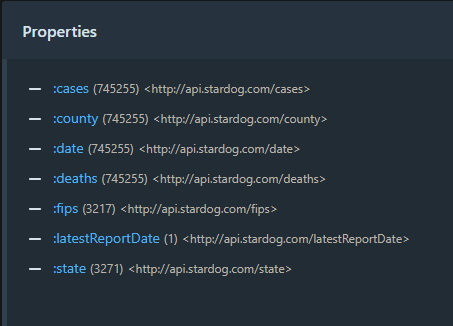 Properties
:cases (745255) <http://api.stardog.com/cases>
:county (745255) <http://api.stardog.com/county>
:date (745255) <http://api.stardog.com/date>
:deaths (745255) <http://api.stardog.com/deaths>
:fips (3217) <http://api.stardog.com/fips>
:latestReportDate (1) <http://api.stardog.com/latestReportDate>
:state (3271) <http://api.stardog.com/state>